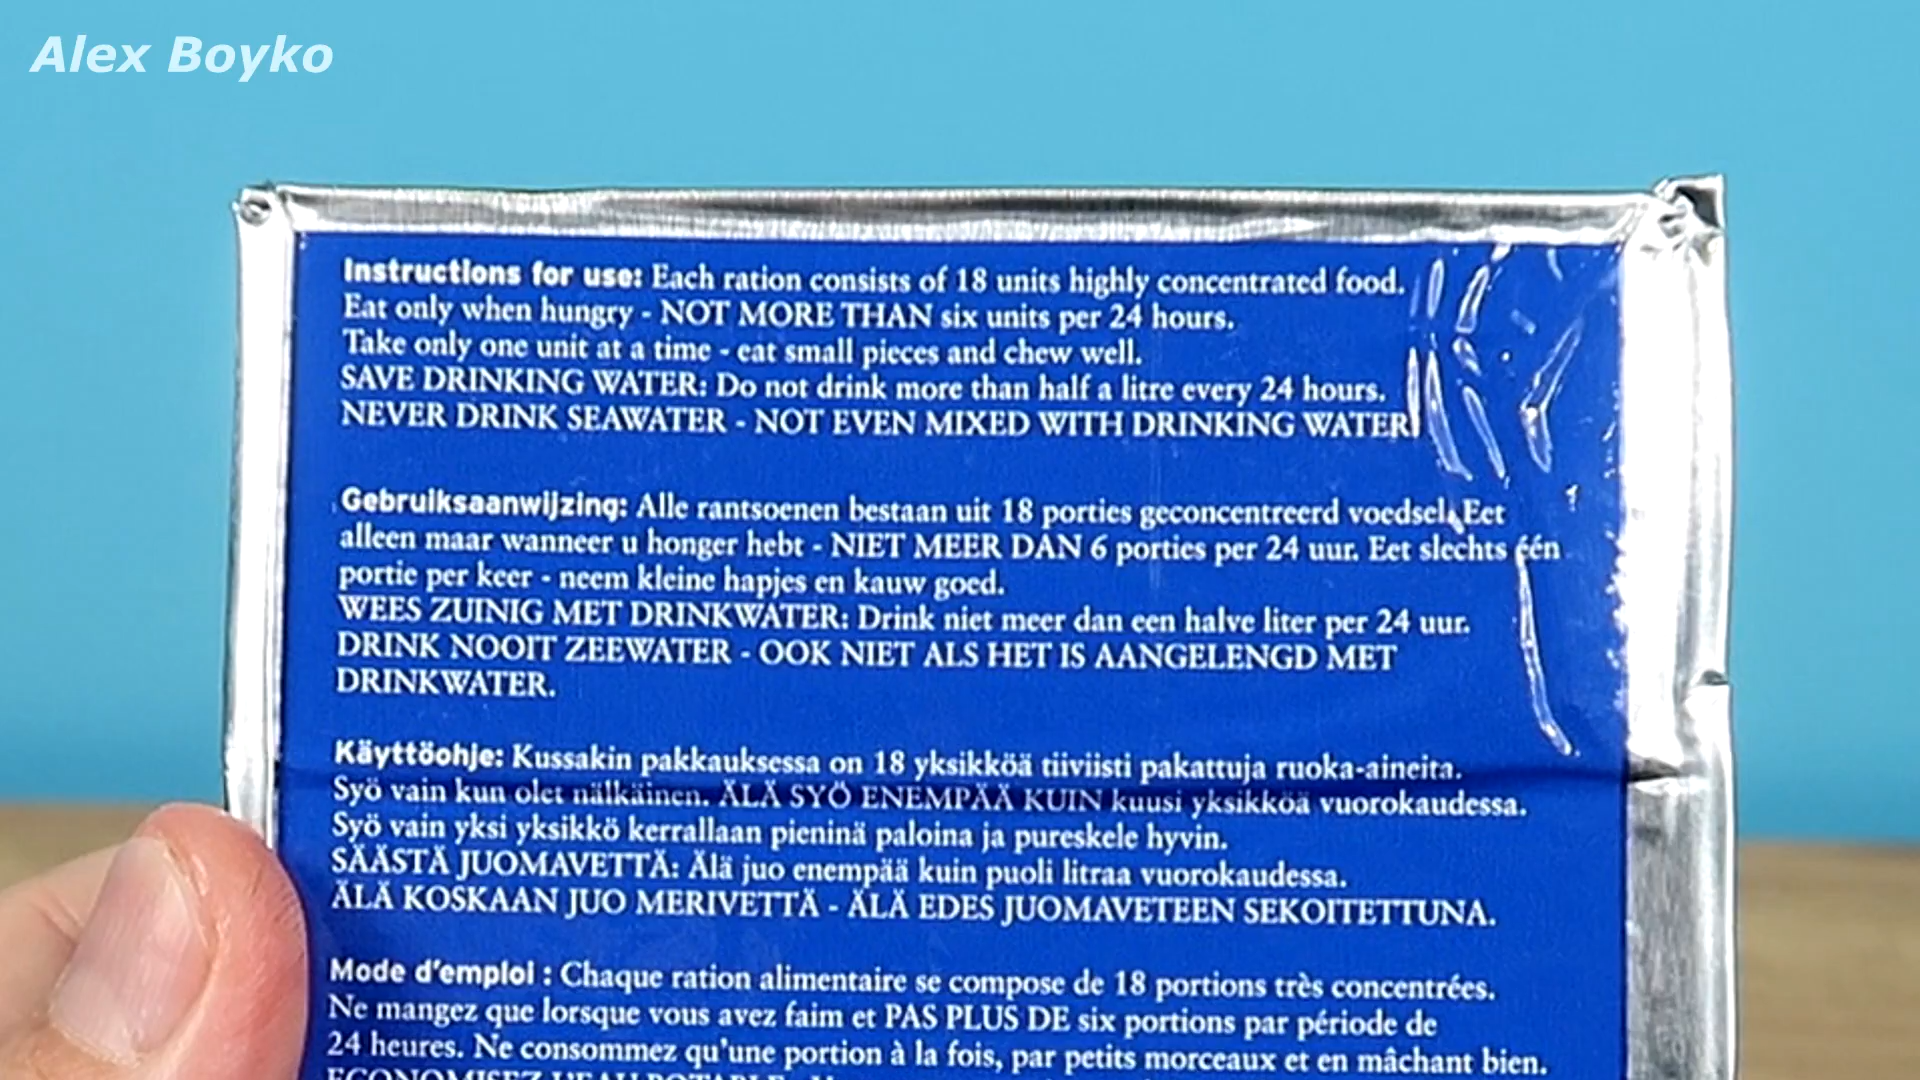 Alex Boyko
Instructions for use: Each ration consists of 18 units highly concentrated food.
Eat only when hungry - NOT MORE THAN six units per 24 hours.
Take only one unit at a time - eat small pieces and chew well.
SAVE DRINKING WATER: Do not drink more than half a litre every 24 hours.
NEVER DRINK SEAWATER - NOT EVEN MIXED WITH DRINKING WATER
Gebruiksaanwijzing: Alle rantsoenen bestaan uit 18 porties geconcentreerd voedsel. Eet
alleen maar wanneer u honger hebt - NIET MEER DAN 6 porties per 24 uur. Eet slechts één
portie per keer - neem kleine hapjes en kauw goed.
WEES ZUINIG MET DRINKWATER: Drink niet meer dan een halve liter per 24 uur.
DRINK NOOIT ZEEWATER - OOK NIET ALS HET IS AANGELENGD MET
DRINKWATER.
Käyttöohje: Kussakin pakkauksessa on 18 yksikköä tiiviisti pakattuja ruoka-aineita.
Syö vain kun olet nälkäinen. ÄLÄ SYÖ ENEMPÄÄ KUIN kuusi yksikköä vuorokaudessa.
Syö vain yksi yksikkö kerrallaan pieninä paloina ja pureskele hyvin.
SÄÄSTÄ JUOMAVETTÄ: Älä juo enempää kuin puoli litraa vuorokaudessa.
ÄLÄ KOSKAAN JUO MERIVETTÄ - ÄLÄ EDES JUOMAVETEEN SEKOITETTUNA.
Mode d'emploi : Chaque ration alimentaire se compose de 18 portions très concentrées.
Ne mangez que lorsque vous avez faim et PAS PLUS DE six portions par période de
24 heures. Ne consommez qu'une portion à la fois, par petits morceaux et en mâchant bien.
ECONOMISEZ L'EAU POTABLE